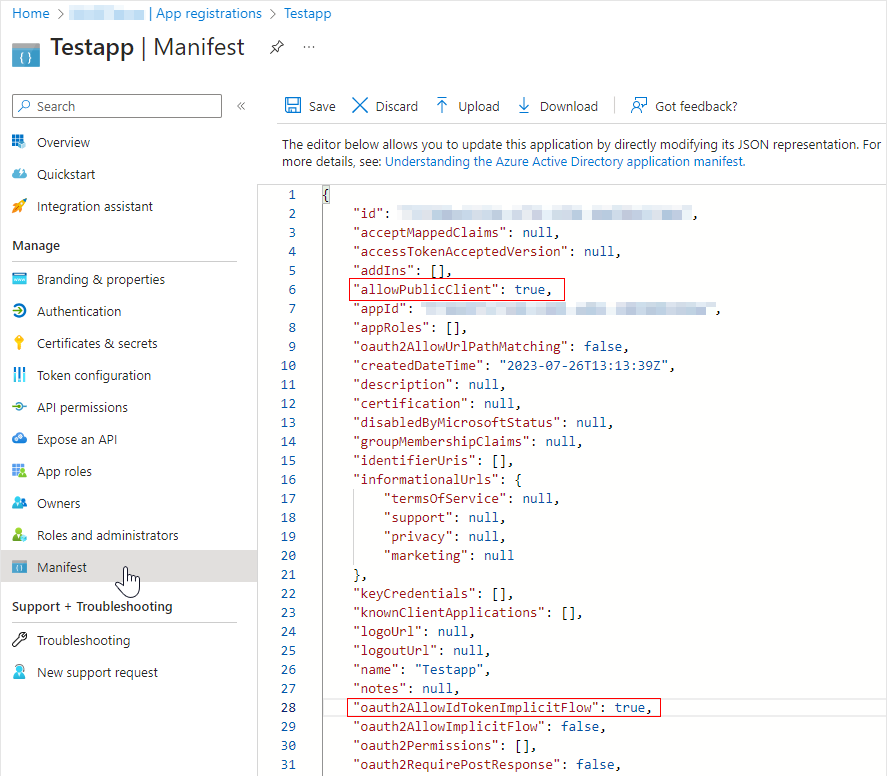 Home > | App registrations > Testapp
Testapp | Manifest
Search
«
Save Discard Upload Download Got feedback?
The editor below allows you to update this application by directly modifying its JSON representation. For
more details, see: Understanding the Azure Active Directory application manifest.
Overview
Quickstart
Integration assistant
Manage
Branding & properties
Authentication
Certificates & secrets
Token configuration
API permissions
Expose an API
App roles
Owners
Roles and administrators
Manifest
Support + Troubleshooting
Troubleshooting
New support request
1 {
2 "id": ,
3 "acceptMappedClaims": null,
4 "accessTokenAcceptedVersion": null,
5 "addIns": [],
6 "allowPublicClient": true,
7 "appId": ,
8 "appRoles": [],
9 "oauth2AllowUrlPathMatching": false,
10 "createdDateTime": "2023-07-26T13:13:39Z",
11 "description": null,
12 "certification": null,
13 "disabledByMicrosoftStatus": null,
14 "groupMembershipClaims": null,
15 "identifierUris": [],
16 "informationalUrls": {
17 "termsOfService": null,
18 "support": null,
19 "privacy": null,
20 "marketing": null
21 },
22 "keyCredentials": [],
23 "knownClientApplications": [],
24 "logoUrl": null,
25 "logoutUrl": null,
26 "name": "Testapp",
27 "notes": null,
28 "oauth2AllowIdTokenImplicitFlow": true,
29 "oauth2AllowImplicitFlow": false,
30 "oauth2Permissions": [],
31 "oauth2RequirePostResponse": false,